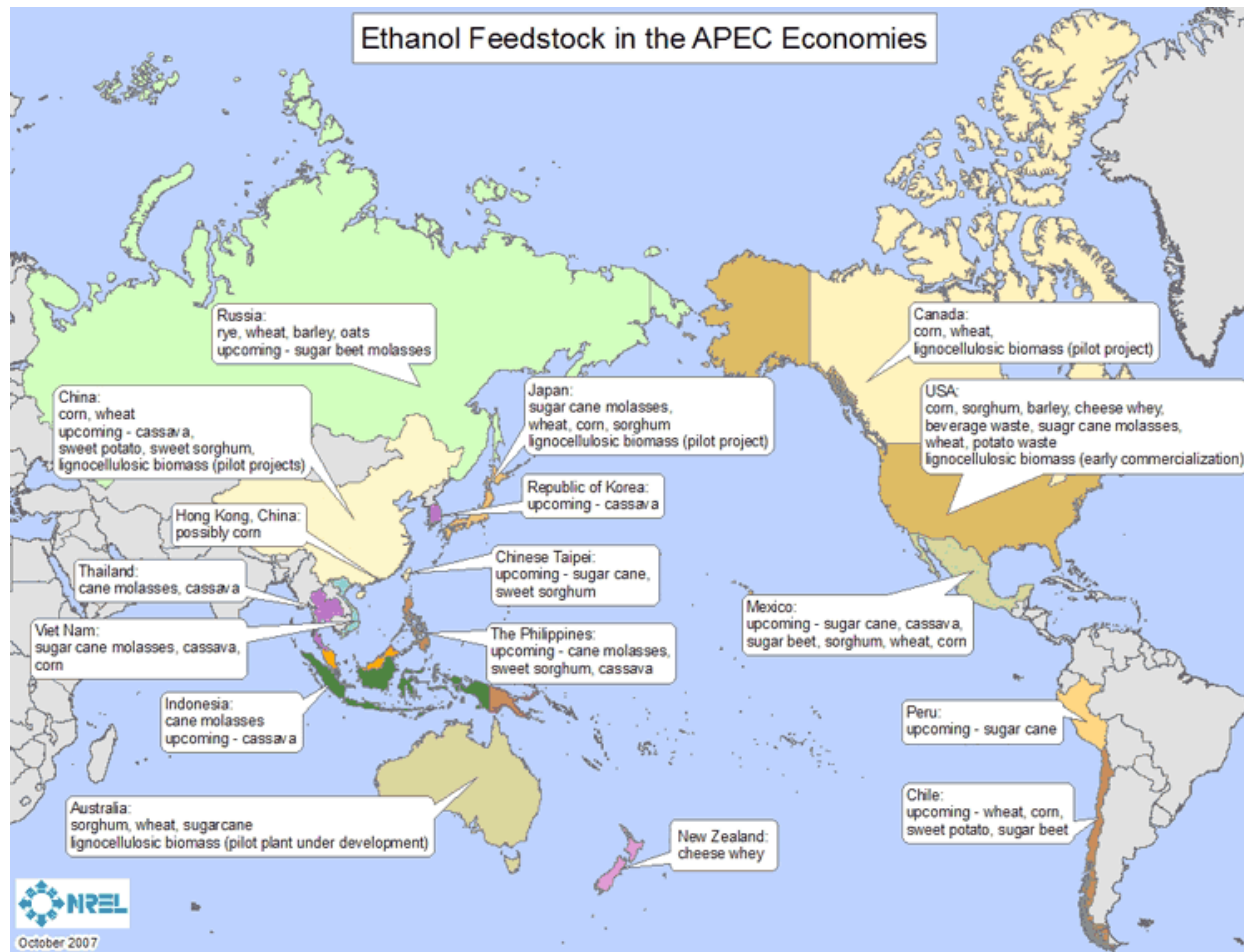 Ethanol Feedstock in the APEC Economies
Russia:
rye, wheat, barley, oats
upcoming - sugar beet molasses
Canada:
corn, wheat,
lignocellulosic biomass (pilot project)
China:
corn, wheat
upcoming - cassava,
sweet potato, sweet sorghum,
lignocellulosic biomass (pilot projects)
Japan:
sugar cane molasses,
wheat, corn, sorghum
lignocellulosic biomass (pilot project)
USA:
corn, sorghum, barley, cheese whey,
beverage waste, suagr cane molasses,
wheat, potato waste
lignocellulosic biomass (early commercialization)
Republic of Korea:
upcoming - cassava
Hong Kong, China:
possibly corn
Chinese Taipei:
upcoming - sugar cane,
sweet sorghum
Thailand:
cane molasses, cassava
Mexico:
upcoming - sugar cane, cassava,
sugar beet, sorghum, wheat, corn
Viet Nam:
sugar cane molasses, cassava,
corn
The Philippines:
upcoming - cane molasses,
sweet sorghum, cassava
Indonesia:
cane molasses
upcoming - cassava
Peru:
upcoming - sugar cane
Australia:
sorghum, wheat, sugarcane
lignocellulosic biomass (pilot plant under development)
Chile:
upcoming - wheat, corn,
sweet potato, sugar beet
New Zealand:
cheese whey
NREL
October 2007